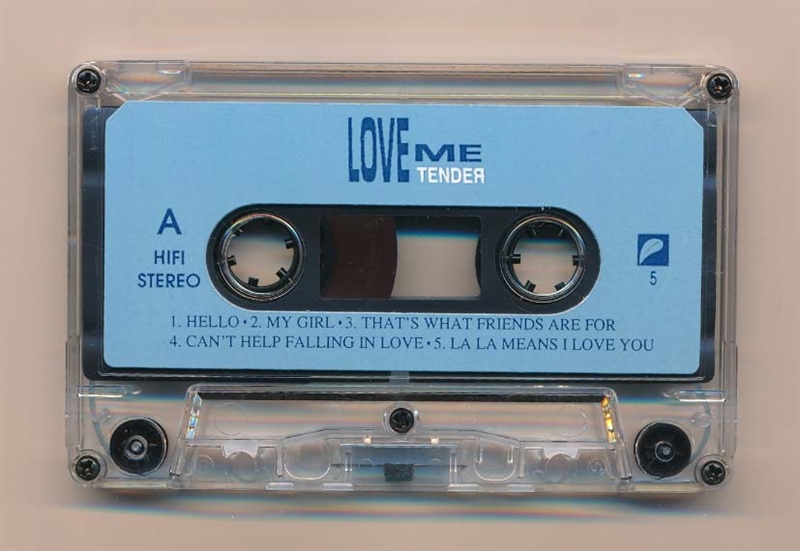 LOVE ME
TENDER
A
HIFI
STEREO
5
1. HELLO • 2. MY GIRL • 3. THAT'S WHAT FRIENDS ARE FOR
4. CAN'T HELP FALLING IN LOVE • 5. LA LA MEANS I LOVE YOU